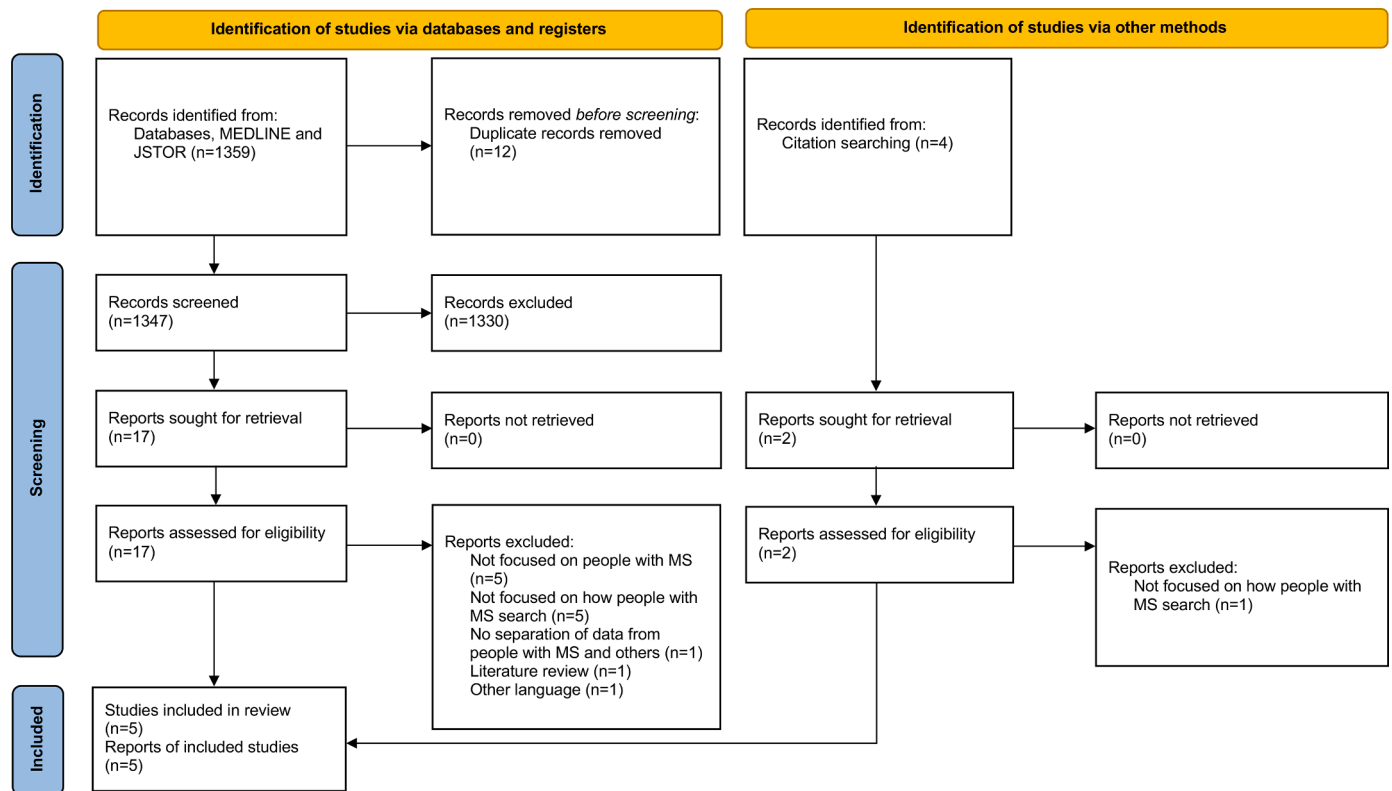 Identification of studies via databases and registers
Identification of studies via other methods
Identification
Records identified from:
Databases, MEDLINE and
JSTOR (n=1359)
Records removed before screening:
Duplicate records removed
(n=12)
Records identified from:
Citation searching (n=4)
Screening
Records screened
(n=1347)
Records excluded
(n=1330)
Reports sought for retrieval
(n=17)
Reports not retrieved
(n=0)
Reports sought for retrieval
(n=2)
Reports not retrieved
(n=0)
Reports assessed for eligibility
(n=17)
Reports excluded:
Not focused on people with MS
(n=5)
Not focused on how people with
MS search (n=5)
No separation of data from
people with MS and others (n=1)
Literature review (n=1)
Other language (n=1)
Reports assessed for eligibility
(n=2)
Reports excluded:
Not focused on how people with
MS search (n=1)
Included
Studies included in review
(n=5)
Reports of included studies
(n=5)